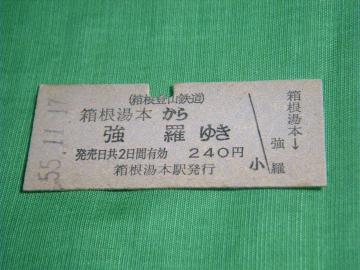 (箱根登山鉄道)
箱根湯本から
強羅ゆき
発売日共2日間有効 240円
箱根湯本駅発行
小
箱根湯本→強羅
55.11.17